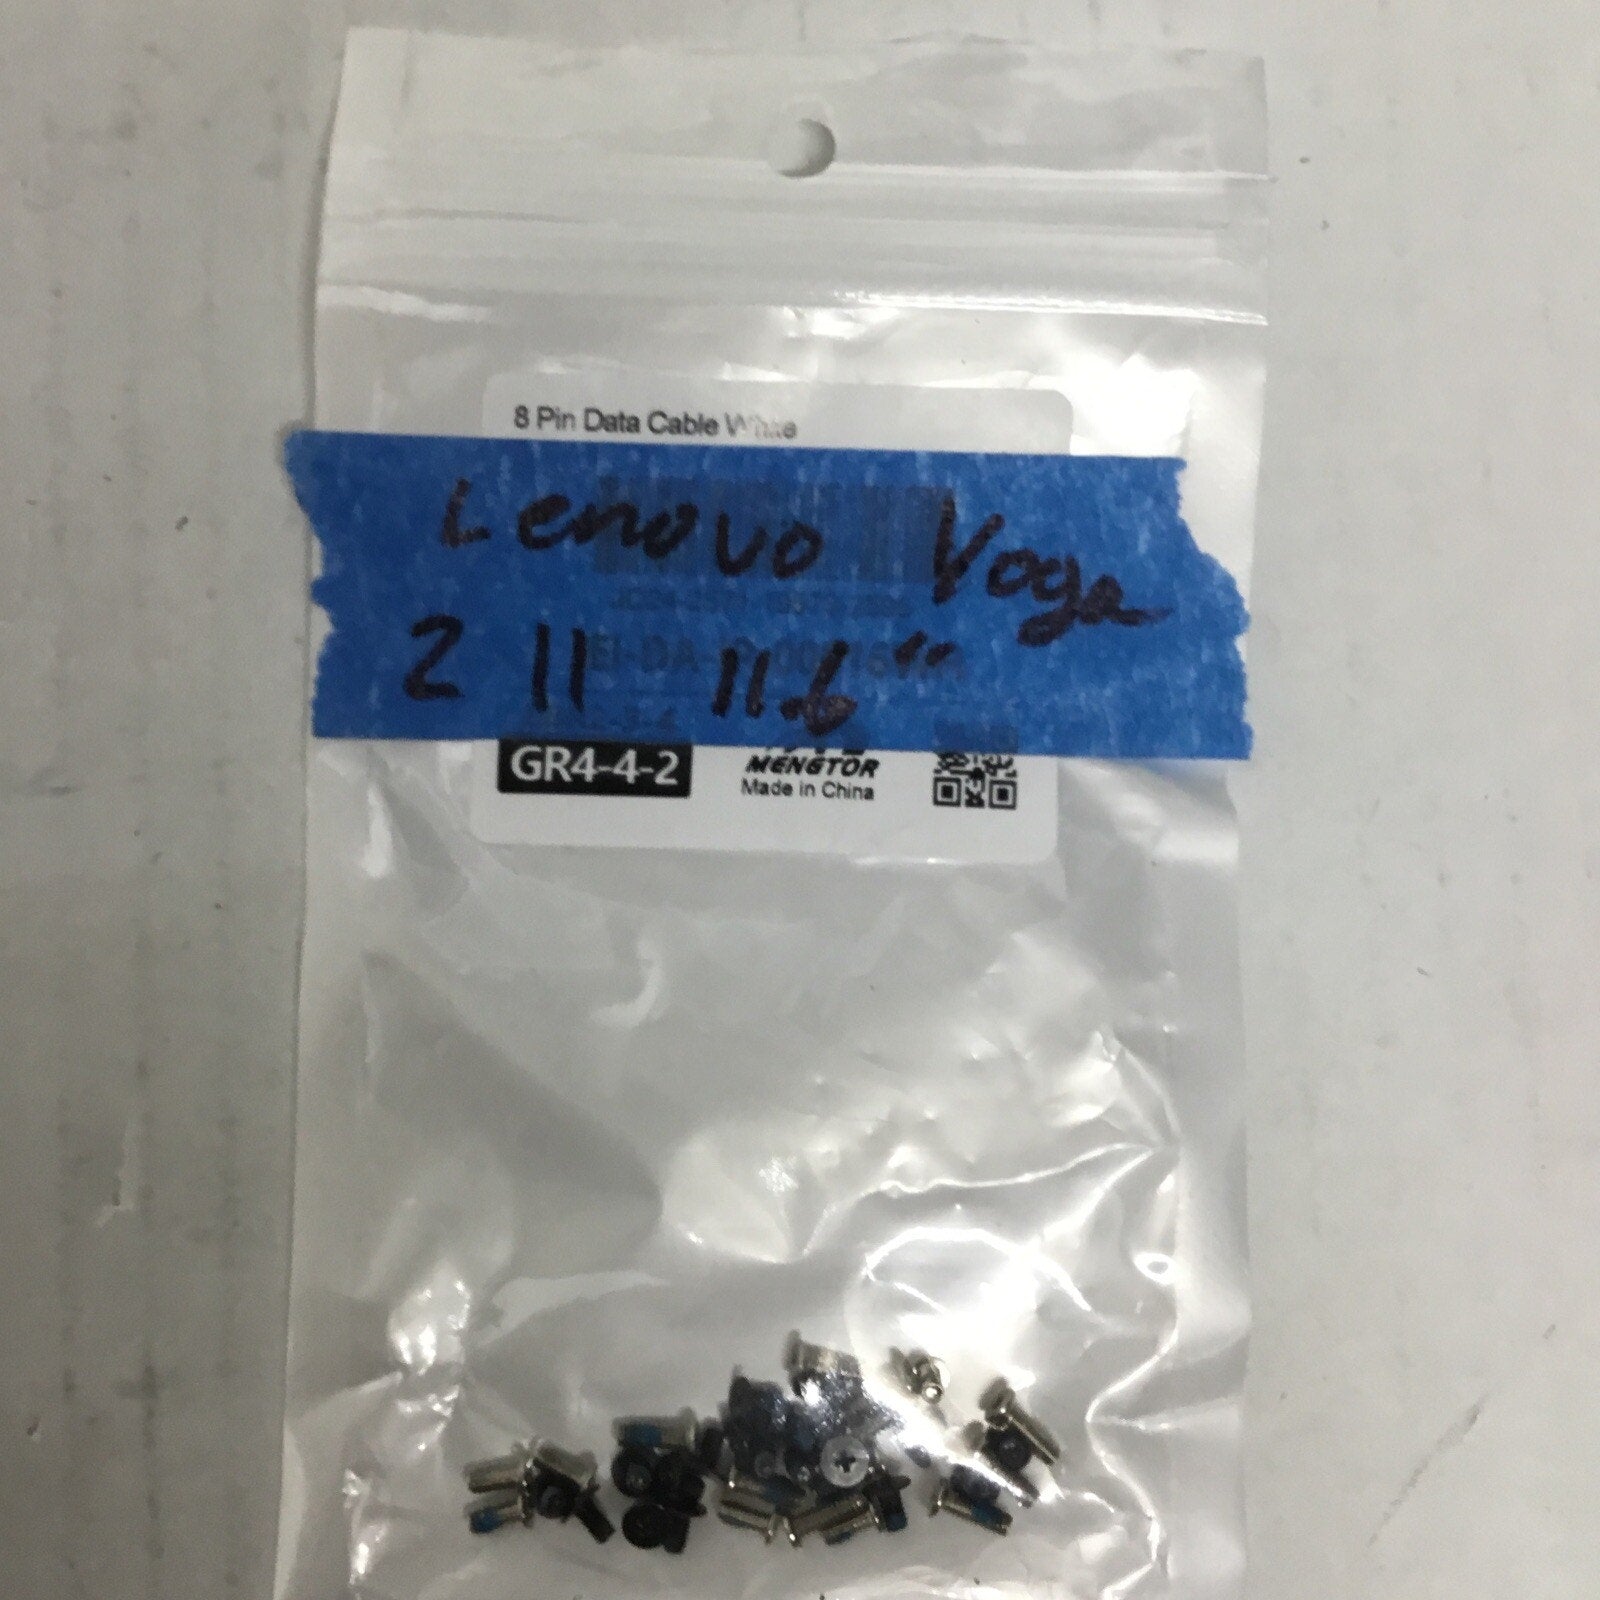 8 Pin Data Cable White
Lenovo Yoga
2 11 11.6"
GR4-4-2
MENGTOR
Made in China